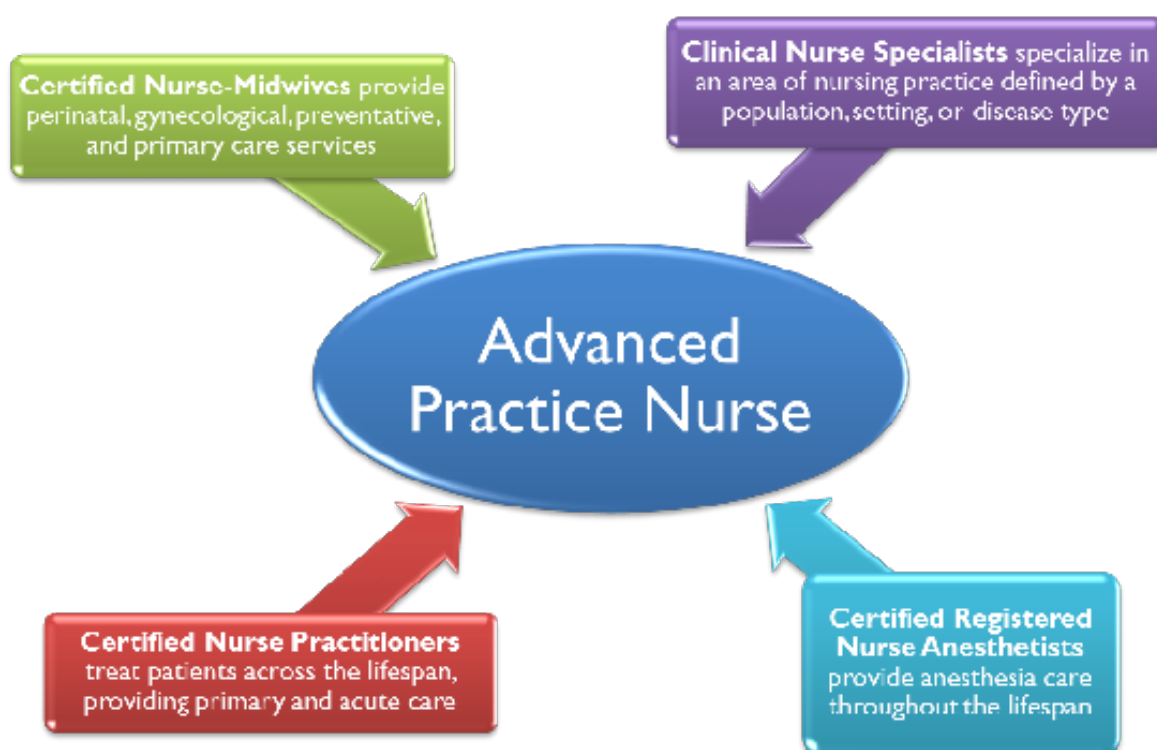 Certified Nurse-Midwives provide
perinatal, gynecological, preventative,
and primary care services
Clinical Nurse Specialists specialize in
an area of nursing practice defined by a
population, setting, or disease type
Advanced
Practice Nurse
Certified Nurse Practitioners
treat patients across the lifespan,
providing primary and acute care
Certified Registered
Nurse Anesthetists
provide anesthesia care
throughout the lifespan